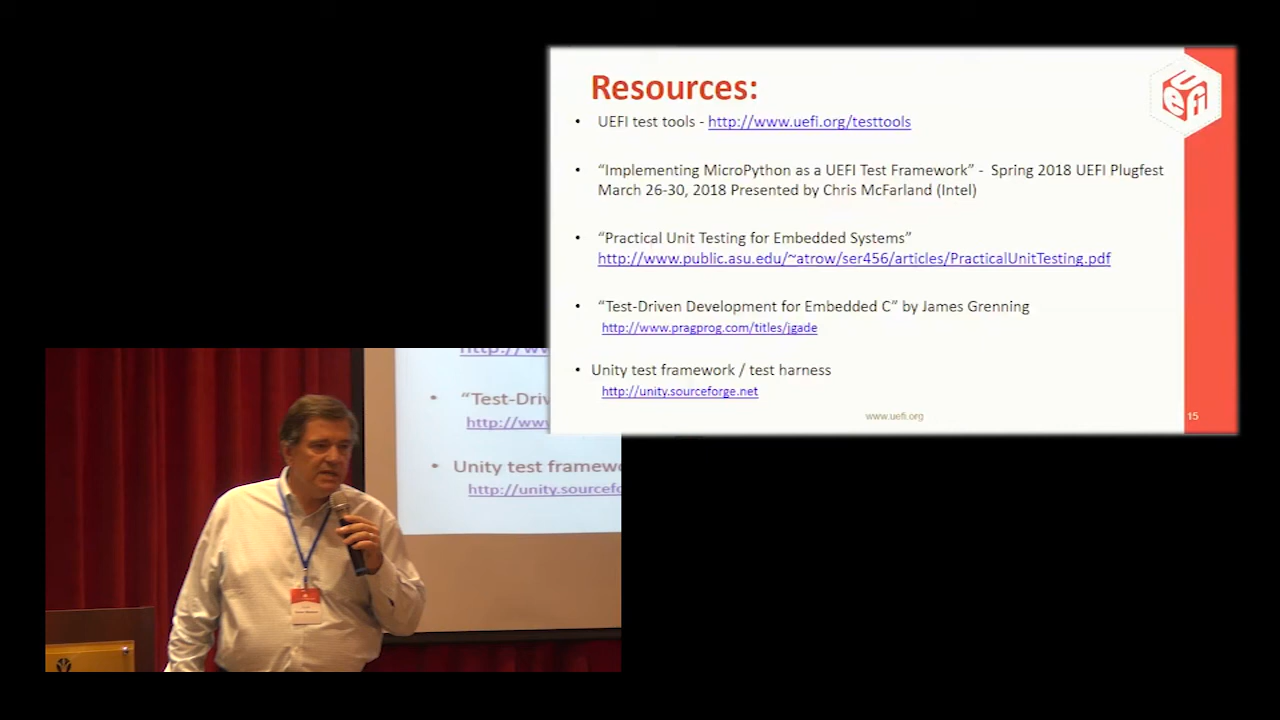 Resources:
• UEFI test tools - http://www.uefi.org/testtools
• “Implementing MicroPython as a UEFI Test Framework” - Spring 2018 UEFI Plugfest
March 26-30, 2018 Presented by Chris McFarland (Intel)
• “Practical Unit Testing for Embedded Systems”
http://www.public.asu.edu/~atrow/ser456/articles/PracticalUnitTesting.pdf
• “Test-Driven Development for Embedded C” by James Grenning
http://www.pragprog.com/titles/jgade
• Unity test framework / test harness
http://unity.sourceforge.net
www.uefi.org
15
UEFI
http://ww
• “Test-Driv
http://www
• Unity test framew
http://unity.sourcef